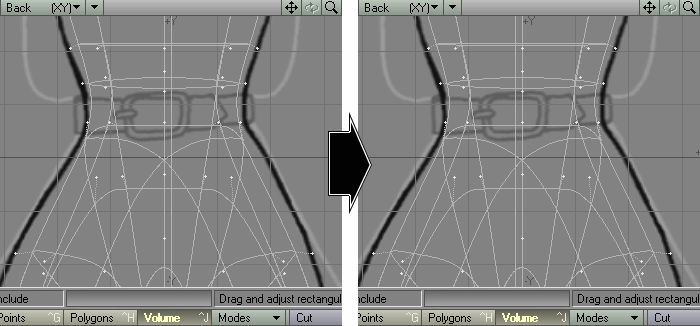 Back (XY) Back (XY)
+Y +Y
-Y -Y
nclude Drag and adjust rectangul nclude Drag and adjust rectangul
Points ^G Polygons ^H Volume ^J Modes Cut Points ^G Polygons ^H Volume ^J Modes Cut